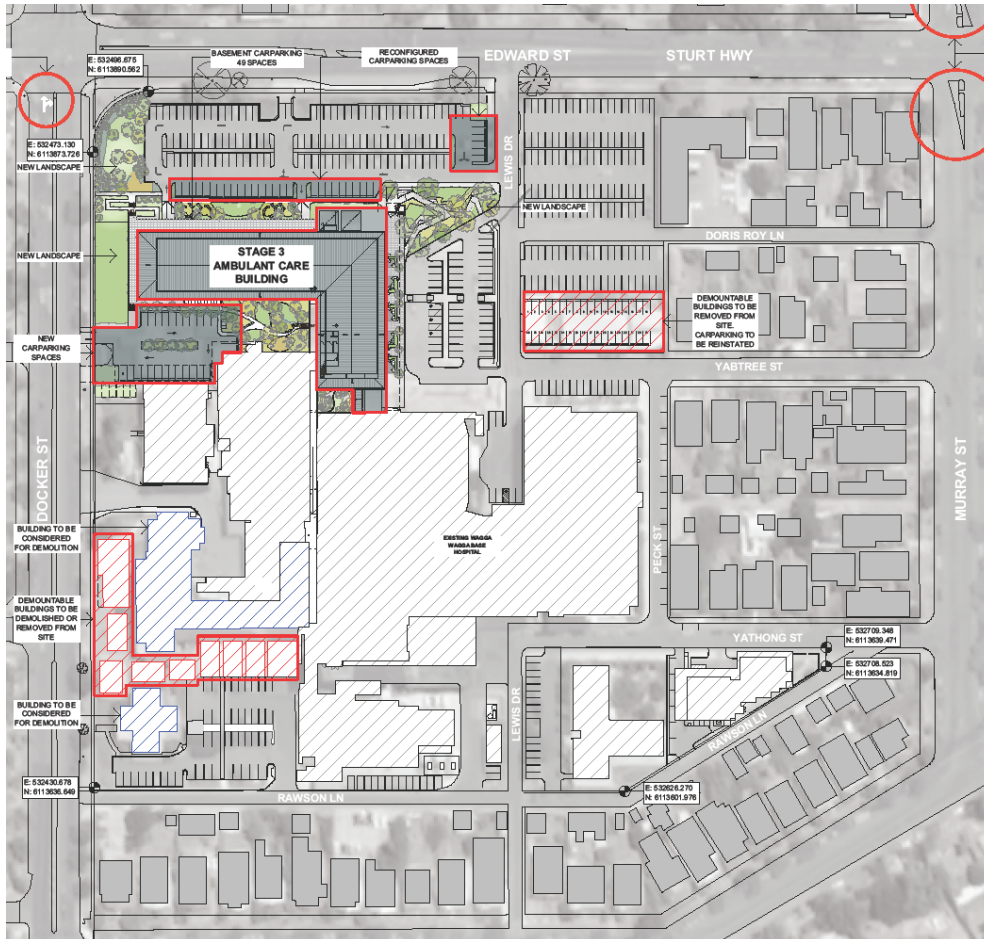 BASEMENT CARPARKING
49 SPACES
RECONFIGURED
CARPARKING SPACES
EDWARD ST
STURT HWY
E: 532496.675
N: 6113890.562
E: 532473.130
N: 6113873.726
NEW LANDSCAPE
LEWIS DR
NEW LANDSCAPE
DORIS ROY LN
NEW LANDSCAPE
STAGE 3
AMBULANT CARE
BUILDING
DEMOUNTABLE
BUILDINGS TO BE
REMOVED FROM
SITE.
CARPARKING TO
BE REINSTATED
NEW
CARPARKING
SPACES
YABTREE ST
DOCKER ST
MURRAY ST
BUILDING TO BE
CONSIDERED
FOR DEMOLITION
EXISTING WAGGA
WAGGA BASE
HOSPITAL
PECK ST
DEMOUNTABLE
BUILDINGS TO BE
DEMOLISHED OR
REMOVED FROM
SITE
YATHONG ST
E: 532709.348
N: 6113639.471
E: 532708.523
N: 6113634.819
BUILDING TO BE
CONSIDERED
FOR DEMOLITION
LEWIS DR
RAWSON LN
E: 532430.678
N: 6113636.649
RAWSON LN
E: 532626.270
N: 6113601.976